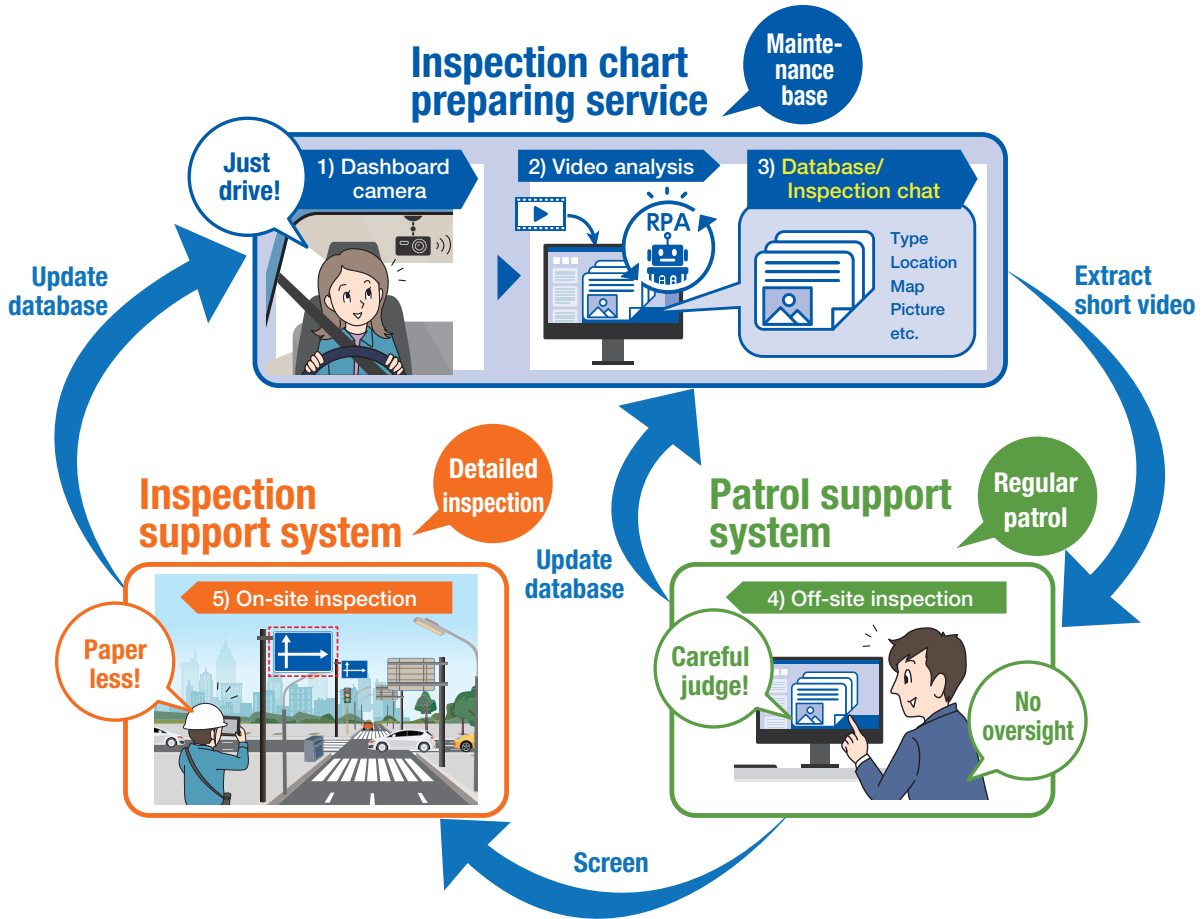 Inspection chart
preparing service
Mainte-
nance
base
Just
drive!
1) Dashboard
camera
2) Video analysis
RPA
3) Database/
Inspection chat
Type
Location
Map
Picture
etc.
Update
database
Extract
short video
Inspection
support system
Detailed
inspection
5) On-site inspection
Paper
less!
Update
database
Patrol support
system
Regular
patrol
4) Off-site inspection
Careful
judge!
No
oversight
Screen